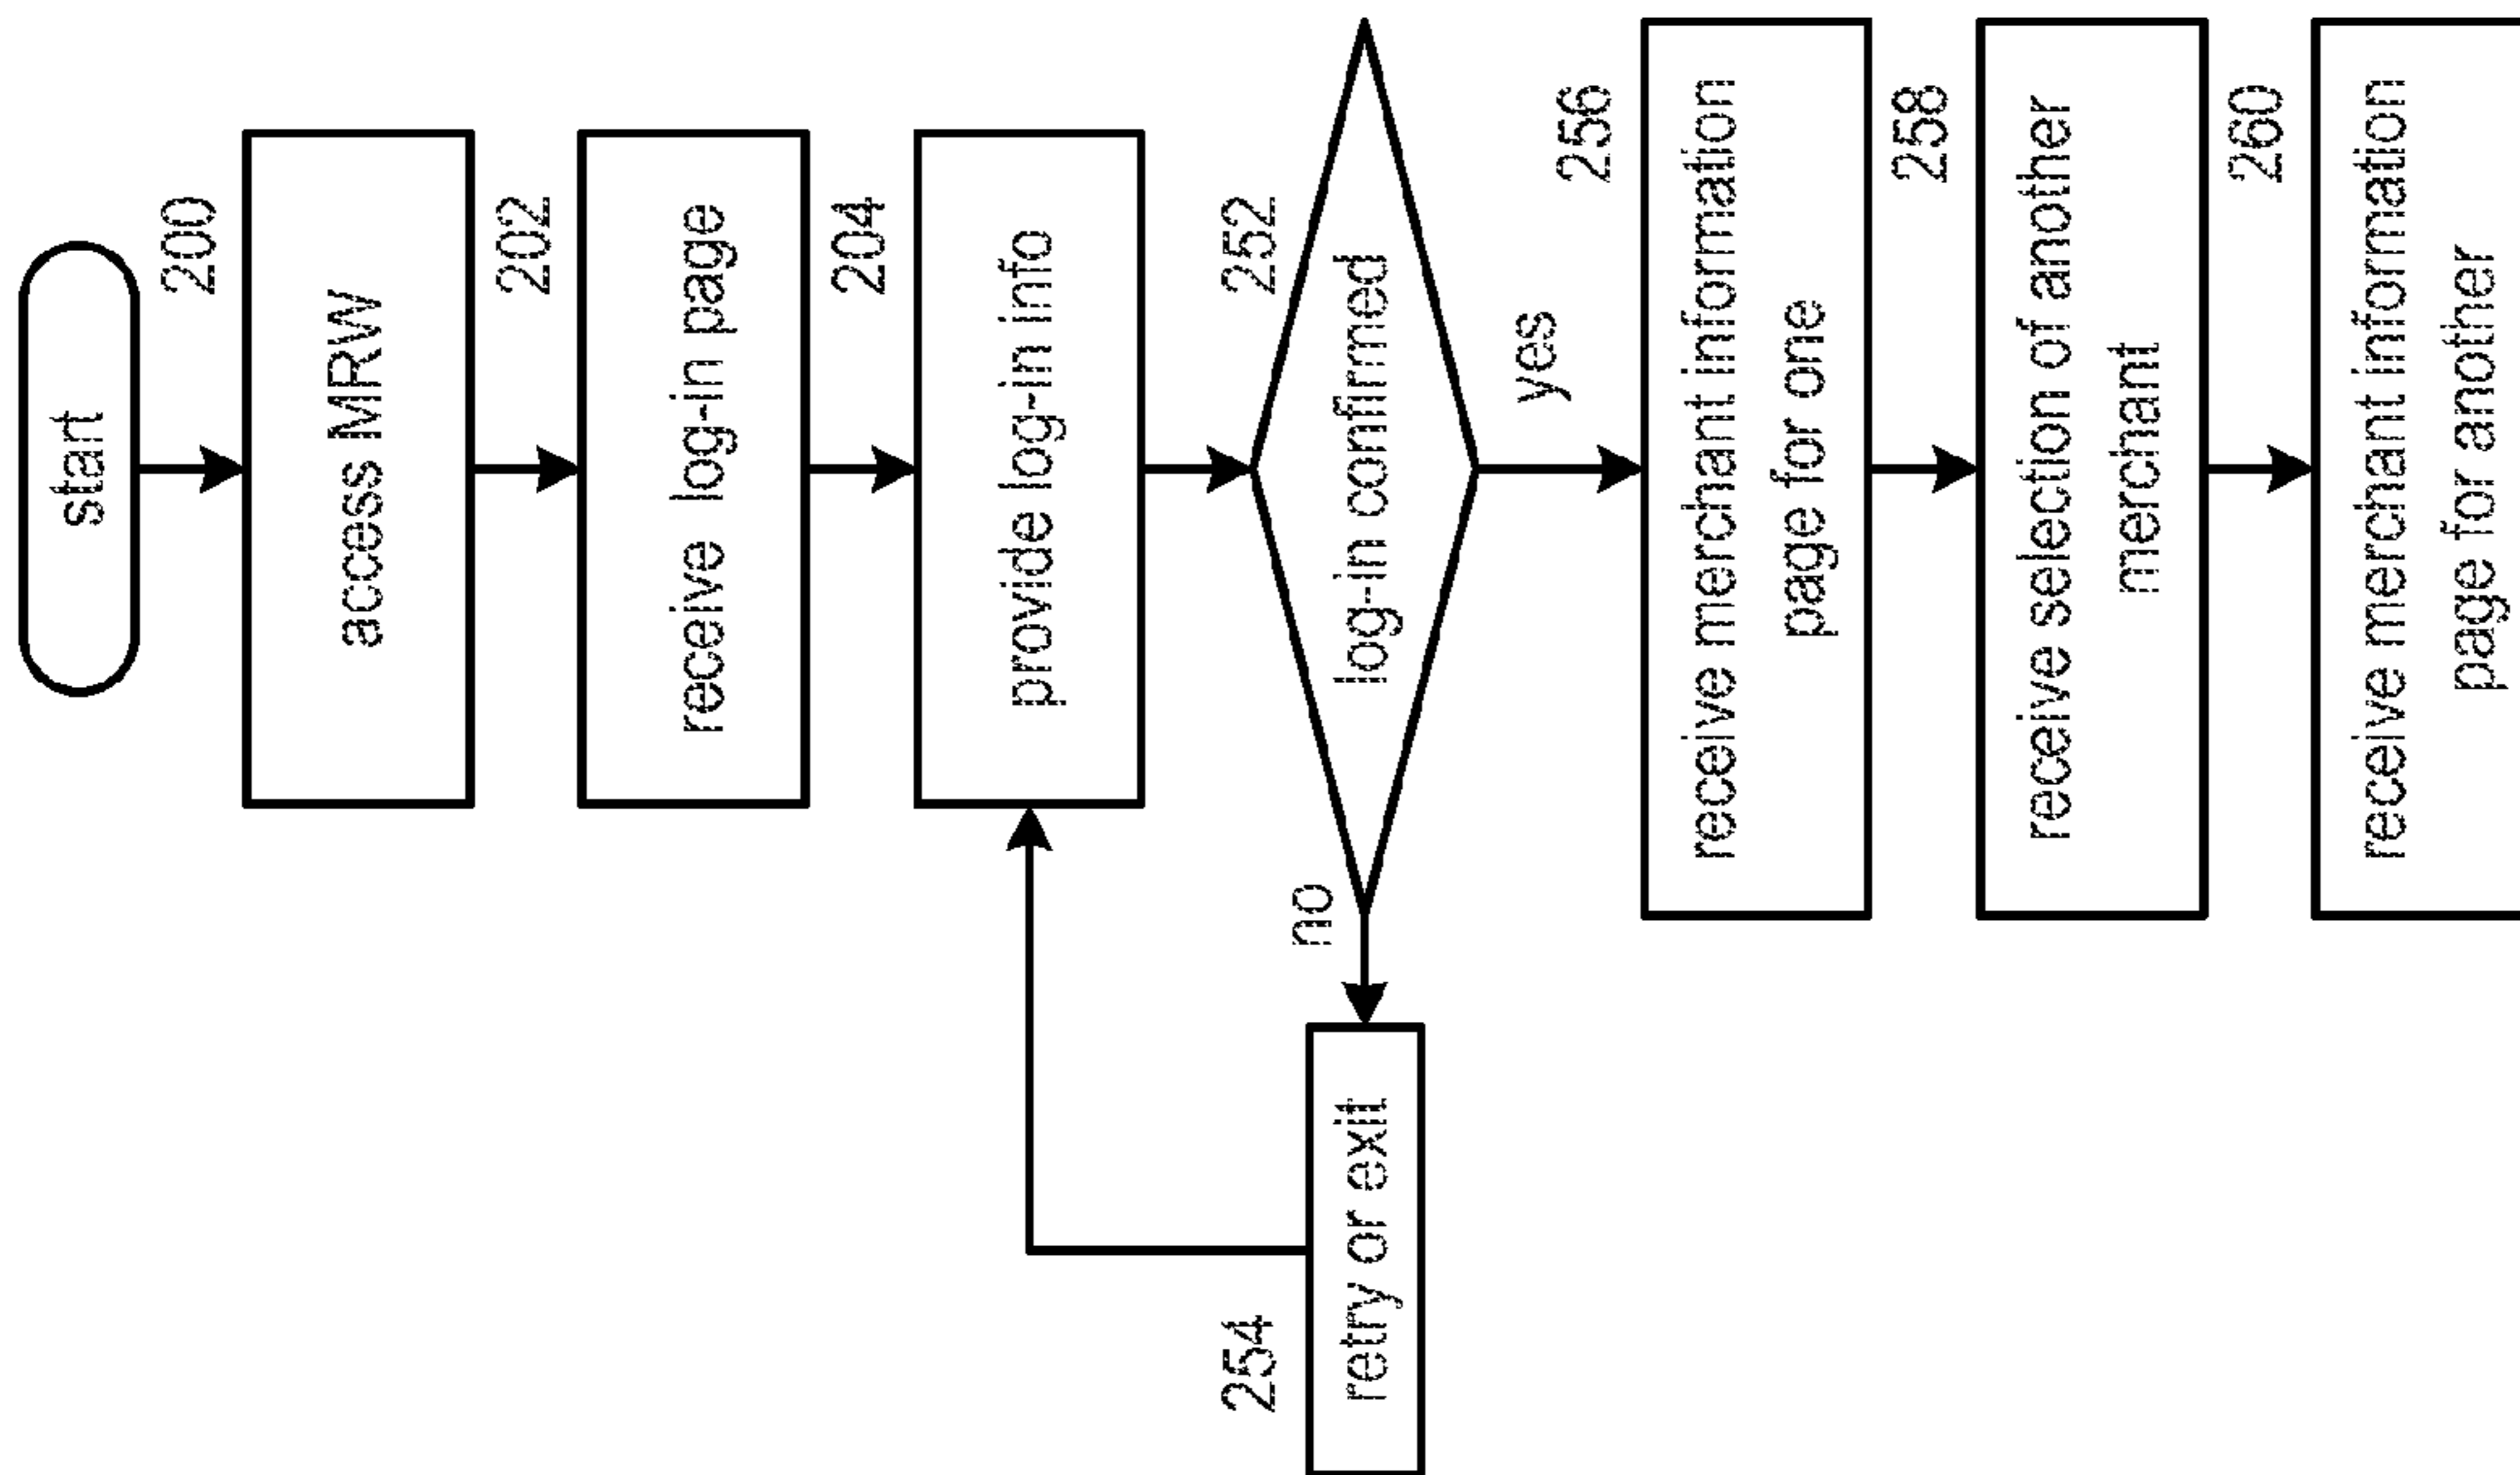 start
200
access MRW
202
receive log-in page
204
provide log-in info
252
log-in confirmed
no
254
retry or exit
yes
256
receive merchant information
page for one
258
receive selection of another
merchant
260
receive merchant information
page for another